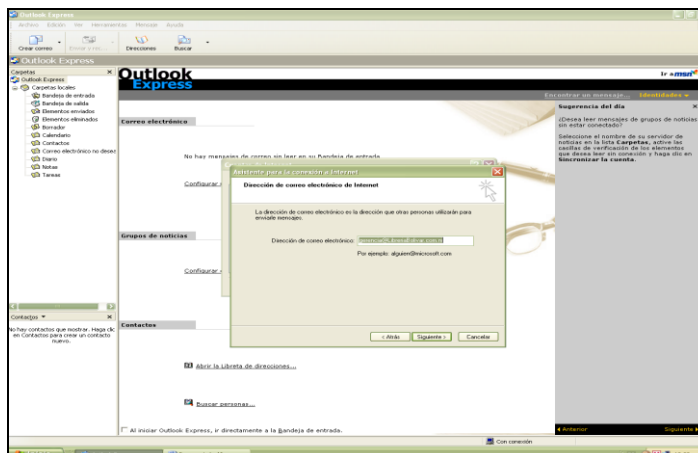 Outlook Express
Archivo Edición Ver Herramientas Mensaje Ayuda
Crear correo
Direcciones
Buscar
Outlook Express
Carpetas
Outlook Express
Carpetas locales
Bandeja de entrada
Bandeja de salida
Elementos enviados
Elementos eliminados
Borrador
Calendario
Contactos
Correo electrónico no desea
Diario
Notas
Tareas
Contactos
No hay contactos que mostrar. Haga clic
en Contactos para crear un contacto
nuevo.
Outlook
Express
Ir a msn
Encontrar un mensaje... Identidades
Correo electrónico
No hay mensajes de correo sin leer en su Bandeja de entrada.
Configurar
Grupos de noticias
Configurar
Contactos
Abrir la Libreta de direcciones...
Buscar personas...
Al iniciar Outlook Express, ir directamente a la Bandeja de entrada.
Asistente para la conexión a Internet
Dirección de correo electrónico de Internet
La dirección de correo electrónico es la dirección que otras personas utilizarán para
enviarle mensajes.
Dirección de correo electrónico:
Por ejemplo: alguien@microsoft.com
< Atrás
Siguiente >
Cancelar
Sugerencia del día
¿Desea leer mensajes de grupos de noticias
sin estar conectado?
Seleccione el nombre de su servidor de
noticias en la lista Carpetas, active las
casillas de verificación de los elementos
que desea leer sin conexión y haga clic en
Sincronizar la cuenta.
Anterior
Siguiente
Con conexión